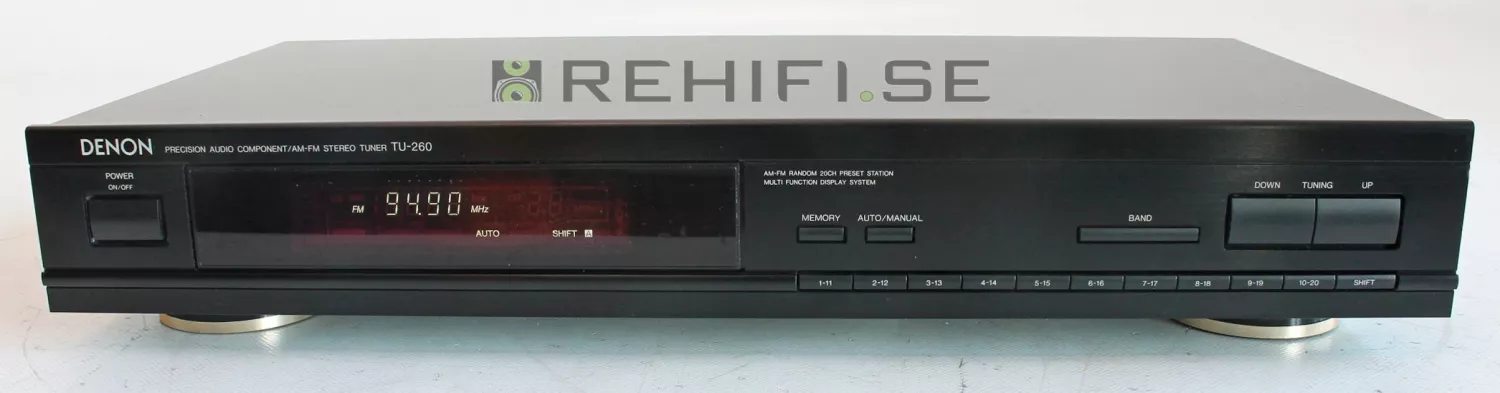 REHIFI.SE
DENON PRECISION AUDIO COMPONENT/AM-FM STEREO TUNER TU-260
POWER
ON/OFF
FM 94.90 MHz
AUTO SHIFT A
AM-FM RANDOM 20CH PRESET STATION
MULTI FUNCTION DISPLAY SYSTEM
MEMORY AUTO/MANUAL
BAND
DOWN TUNING UP
1-11 2-12 3-13 4-14 5-15 6-16 7-17 8-18 9-19 10-20 SHIFT